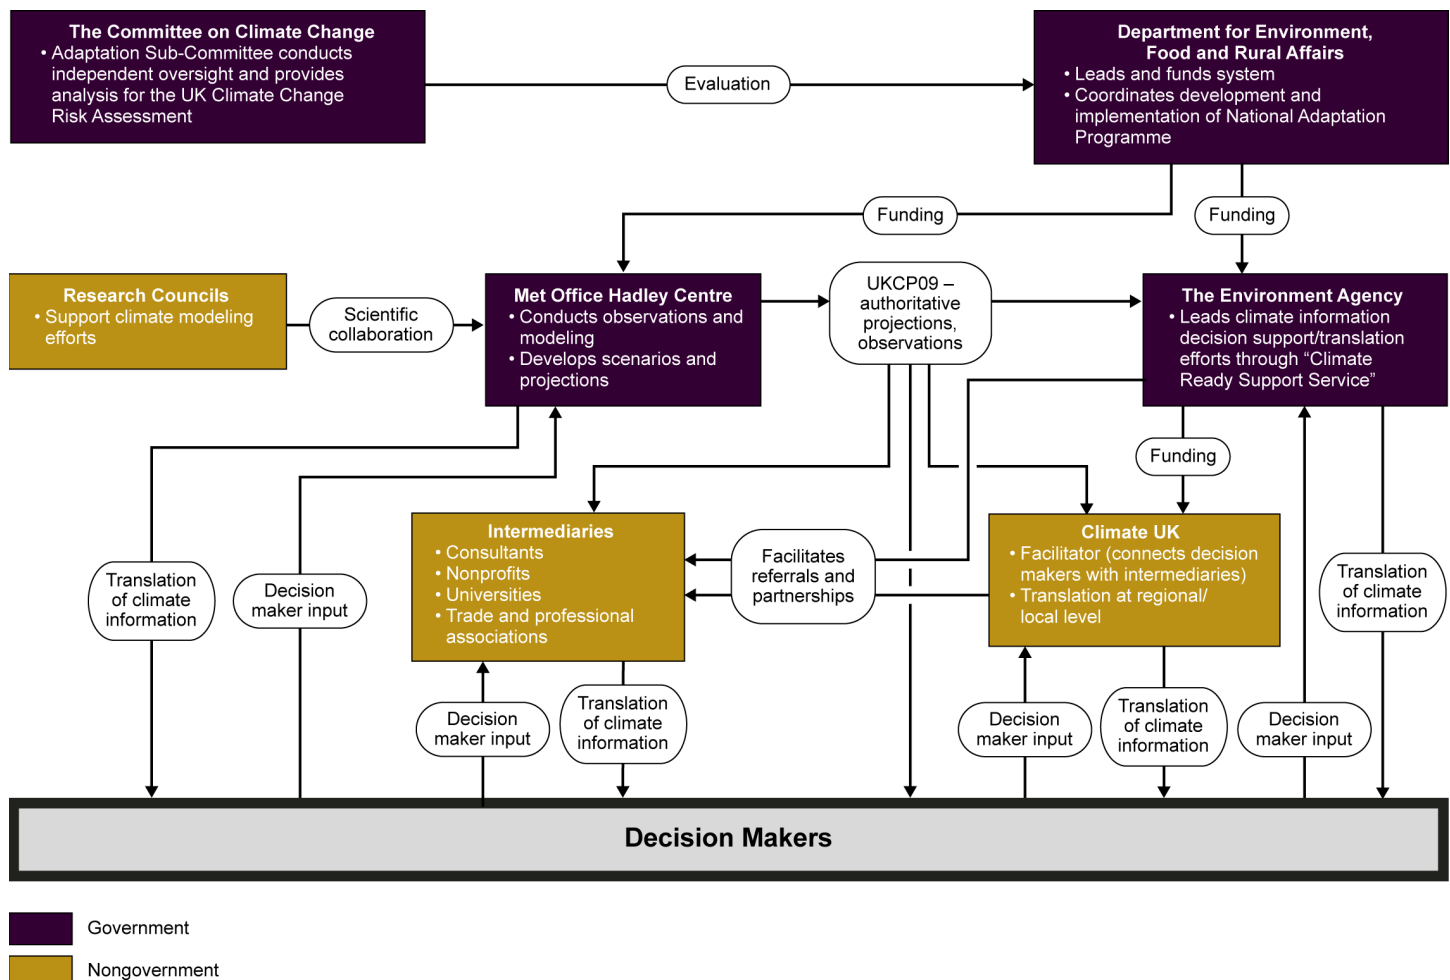 The Committee on Climate Change
• Adaptation Sub-Committee conducts
independent oversight and provides
analysis for the UK Climate Change
Risk Assessment
Evaluation
Department for Environment,
Food and Rural Affairs
• Leads and funds system
• Coordinates development and
implementation of National Adaptation
Programme
Funding
Funding
Research Councils
• Support climate modeling
efforts
Scientific
collaboration
Met Office Hadley Centre
• Conducts observations and
modeling
• Develops scenarios and
projections
UKCP09 –
authoritative
projections,
observations
The Environment Agency
• Leads climate information
decision support/translation
efforts through “Climate
Ready Support Service”
Funding
Intermediaries
• Consultants
• Nonprofits
• Universities
• Trade and professional
associations
Facilitates
referrals and
partnerships
Climate UK
• Facilitator (connects decision
makers with intermediaries)
• Translation at regional/
local level
Translation
of climate
information
Decision
maker input
Translation
of climate
information
Decision
maker input
Translation
of climate
information
Decision
maker input
Translation
of climate
information
Decision
maker input
Decision Makers
Government
Nongovernment